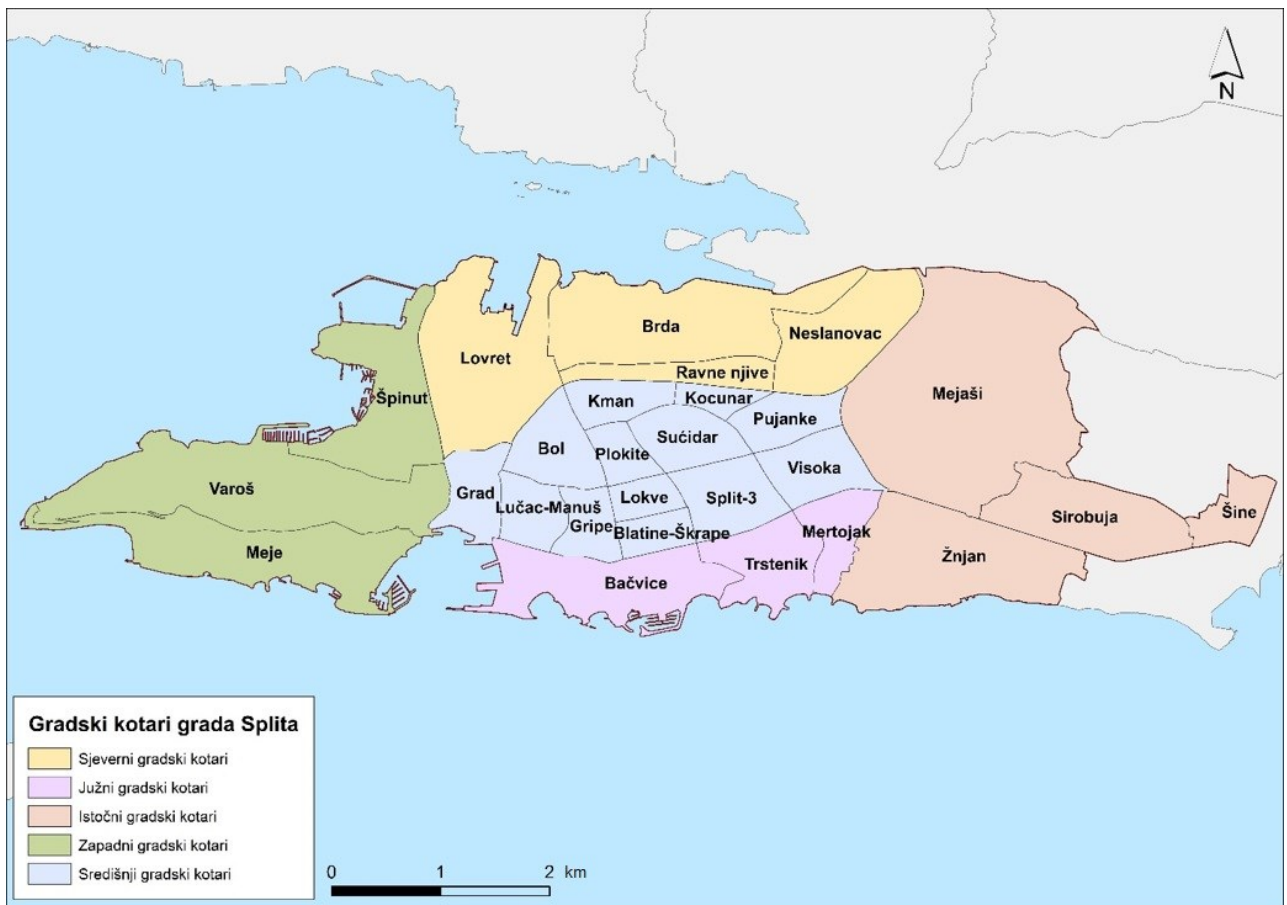 N
Brda
Neslanovac
Lovret
Ravne njive
Mejaši
Špinut
Kman
Kocunar
Pujanke
Sućidar
Bol
Plokite
Visoka
Varoš
Grad
Lučac-Manuš
Lokve
Split-3
Gripe
Blatine-Škrape
Mertojak
Sirobuja
Šine
Meje
Bačvice
Trstenik
Žnjan
Gradski kotari grada Splita
Sjeverni gradski kotari
Južni gradski kotari
Istočni gradski kotari
Zapadni gradski kotari
Središnji gradski kotari
0 1 2 km